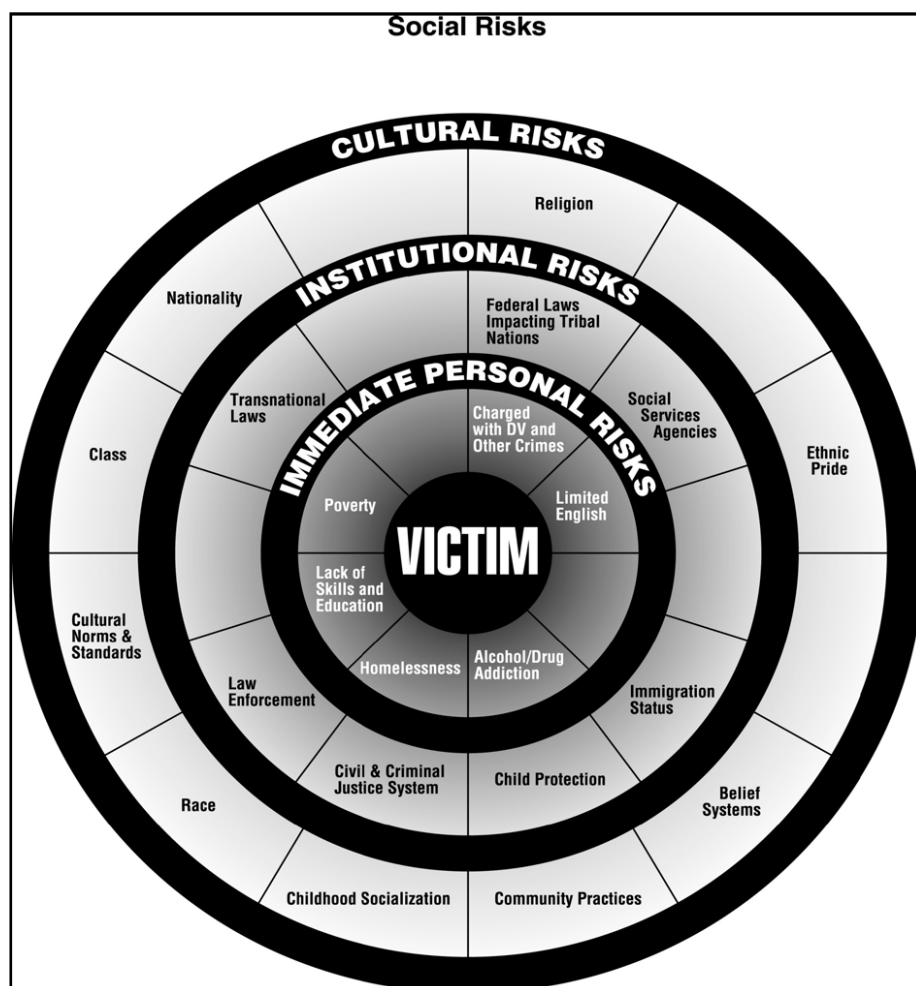 Social Risks
CULTURAL RISKS
Religion
Nationality
INSTITUTIONAL RISKS
Federal Laws
Impacting Tribal
Nations
Transnational
Laws
Social
Services
Agencies
Class
Ethnic
Pride
IMMEDIATE PERSONAL RISKS
Charged
with DV and
Other Crimes
Poverty
Limited
English
VICTIM
Lack of
Skills and
Education
Homelessness
Alcohol/Drug
Addiction
Cultural
Norms &
Standards
Law
Enforcement
Immigration
Status
Civil & Criminal
Justice System
Child Protection
Race
Belief
Systems
Childhood Socialization
Community Practices